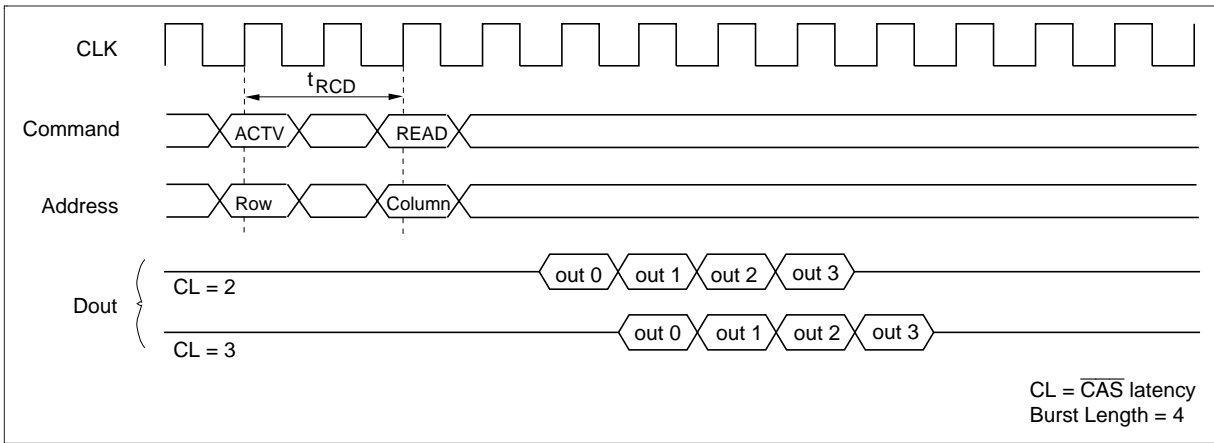 CLK
tRCD
Command
ACTV READ
Address
Row Column
Dout
CL = 2
out 0 out 1 out 2 out 3
CL = 3
out 0 out 1 out 2 out 3
CL = C̅A̅S̅ latency
Burst Length = 4